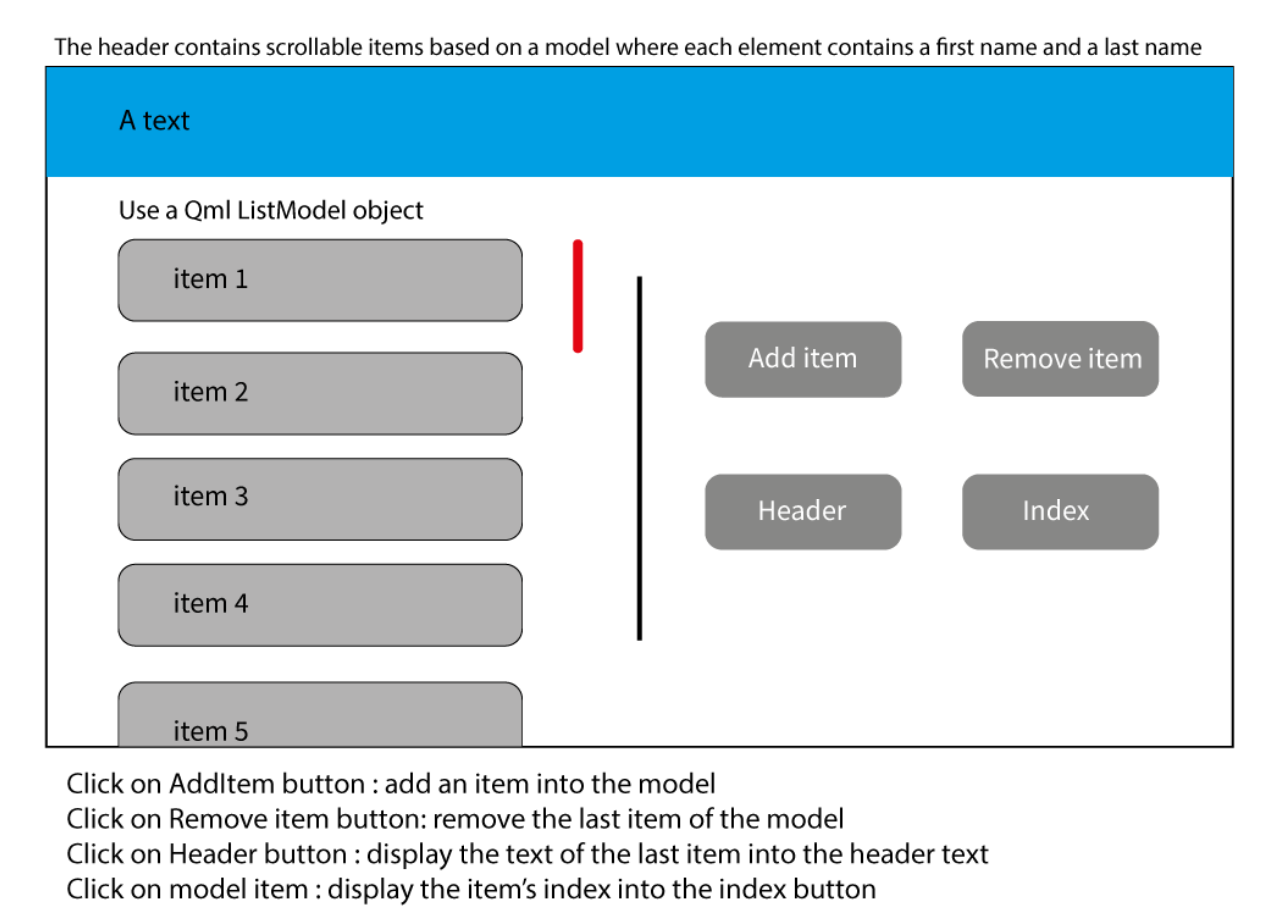 The header contains scrollable items based on a model where each element contains a first name and a last name
A text
Use a Qml ListModel object
item 1
item 2
item 3
item 4
item 5
Add item
Remove item
Header
Index
Click on AddItem button : add an item into the model
Click on Remove item button: remove the last item of the model
Click on Header button : display the text of the last item into the header text
Click on model item : display the item's index into the index button